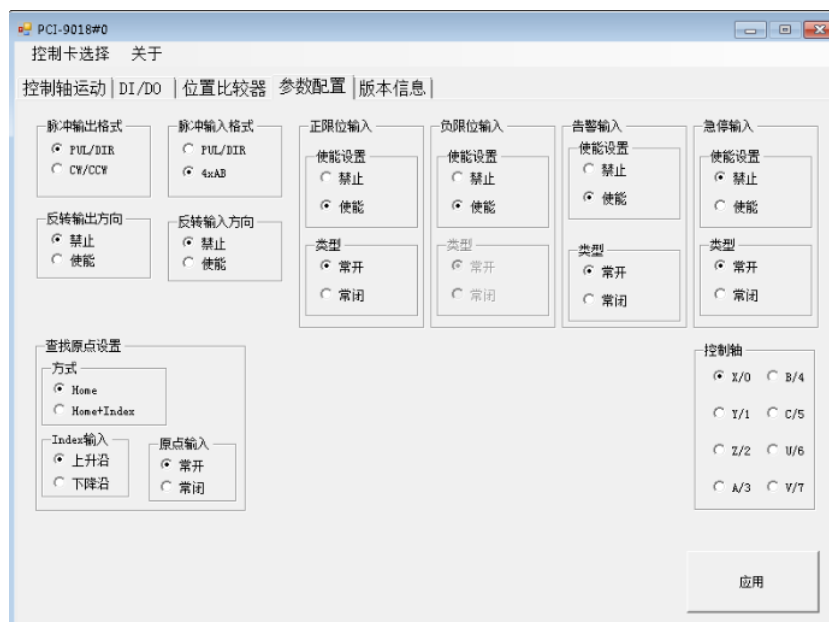 PCI-9018#0
控制卡选择 关于
控制轴运动 DI/DO 位置比较器 参数配置 版本信息
脉冲输出格式
PUL/DIR
CW/CCW
脉冲输入格式
PUL/DIR
4xAB
反转输出方向
禁止
使能
反转输入方向
禁止
使能
正限位输入
使能设置
禁止
使能
类型
常开
常闭
负限位输入
使能设置
禁止
使能
类型
常开
常闭
告警输入
使能设置
禁止
使能
类型
常开
常闭
急停输入
使能设置
禁止
使能
类型
常开
常闭
查找原点设置
方式
Home
Home+Index
Index输入
上升沿
下降沿
原点输入
常开
常闭
控制轴
X/0 B/4
Y/1 C/5
Z/2 U/6
A/3 V/7
应用